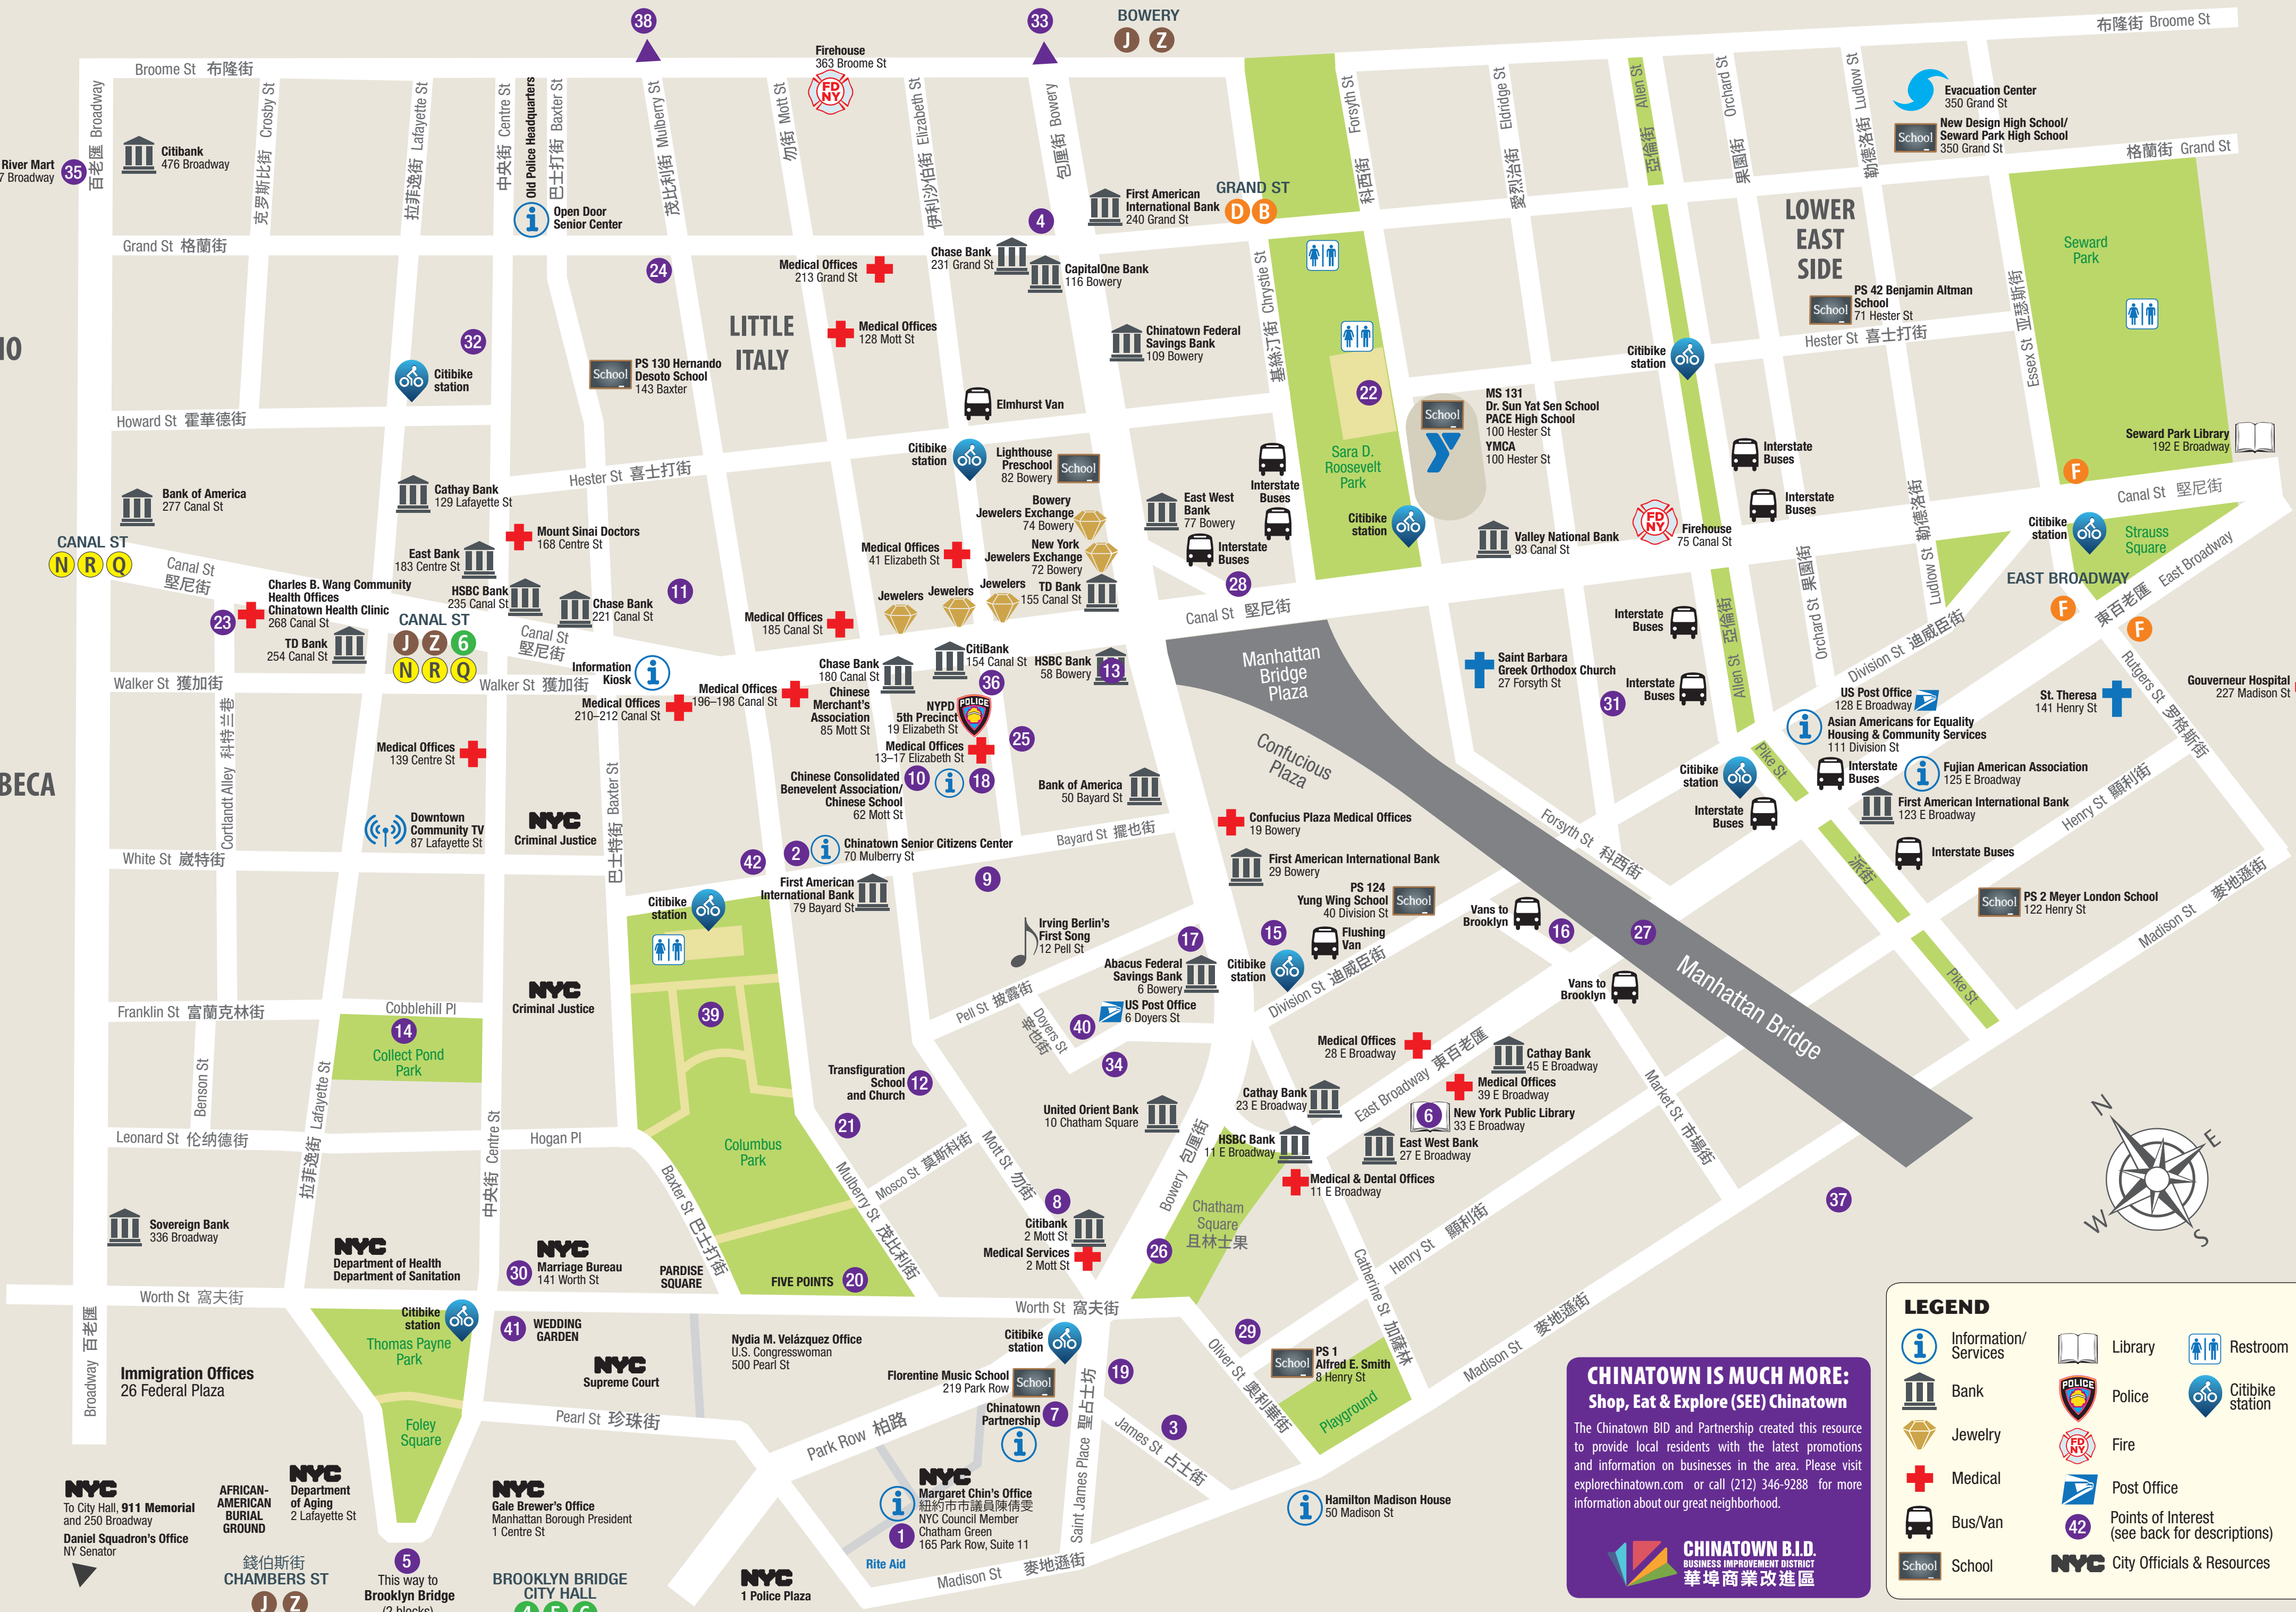 38
33
BOWERY
J Z
布隆街 Broome St
Broome St 布隆街
Firehouse
363 Broome St
FD
NY
百老匯 Broadway
克罗斯比街 Crosby St
拉菲逸街 Lafayette St
中央街 Centre St
Old Police Headquarters
巴士打街 Baxter St
茂比利街 Mulberry St
勿街 Mott St
伊利沙伯街 Elizabeth St
包厘街 Bowery
Forsyth St
科西街
Eldridge St
愛烈治街
Allen St
亞倫街
Orchard St
果園街
勒德洛街 Ludlow St
Evacuation Center
350 Grand St
School
New Design High School/
Seward Park High School
350 Grand St
格蘭街 Grand St
River Mart
7 Broadway
35
Citibank
476 Broadway
Open Door
Senior Center
First American
International Bank
240 Grand St
GRAND ST
D B
4
LOWER
EAST
SIDE
Seward
Park
Grand St 格蘭街
24
Medical Offices
213 Grand St
Chase Bank
231 Grand St
CapitalOne Bank
116 Bowery
基絲汀街 Chrystie St
PS 42 Benjamin Altman
School
71 Hester St
School
Essex St 亚瑟斯街
LITTLE
ITALY
Medical Offices
128 Mott St
Chinatown Federal
Savings Bank
109 Bowery
Hester St 喜士打街
IO
32
Citibike
station
School
PS 130 Hernando
Desoto School
143 Baxter
Citibike
station
22
Elmhurst Van
School
MS 131
Dr. Sun Yat Sen School
PACE High School
100 Hester St
YMCA
100 Hester St
Howard St 霍華德街
Hester St 喜士打街
Citibike
station
Lighthouse
Preschool
82 Bowery
School
Sara D.
Roosevelt
Park
Interstate
Buses
Interstate
Buses
Seward Park Library
192 E Broadway
F
Canal St 堅尼街
Bank of America
277 Canal St
Cathay Bank
129 Lafayette St
Bowery
Jewelers Exchange
74 Bowery
East West
Bank
77 Bowery
Interstate
Buses
Citibike
station
Valley National Bank
93 Canal St
FD
NY
Firehouse
75 Canal St
勒德洛街 Ludlow St
Citibike
station
Strauss
Square
CANAL ST
N R Q
Canal St
堅尼街
Mount Sinai Doctors
168 Centre St
East Bank
183 Centre St
Medical Offices
41 Elizabeth St
New York
Jewelers Exchange
72 Bowery
Interstate
Buses
28
Orchard St 果園街
EAST BROADWAY
F
F
東百老匯 East Broadway
Charles B. Wang Community
Health Offices
Chinatown Health Clinic
268 Canal St
23
HSBC Bank
235 Canal St
Chase Bank
221 Canal St
11
Jewelers
Jewelers
Jewelers
TD Bank
155 Canal St
Canal St 堅尼街
Interstate
Buses
Allen St 亞倫街
Division St 迪威臣街
CANAL ST
J Z 6
N R Q
TD Bank
254 Canal St
Canal St
堅尼街
Medical Offices
185 Canal St
Information
Kiosk
CitiBank
154 Canal St
Chase Bank
180 Canal St
HSBC Bank
58 Bowery
13
36
Manhattan
Bridge
Plaza
Saint Barbara
Greek Orthodox Church
27 Forsyth St
31
Interstate
Buses
US Post Office
128 E Broadway
St. Theresa
141 Henry St
Rutgers St 罗格斯街
Gouverneur Hospital
227 Madison St
Walker St 獲加街
Walker St 獲加街
Medical Offices
210–212 Canal St
Medical Offices
196–198 Canal St
Chinese
Merchant's
Association
85 Mott St
NYPD
5th Precinct
19 Elizabeth St
POLICE
25
Asian Americans for Equality
Housing & Community Services
111 Division St
Cortlandt Alley 科特兰巷
Medical Offices
139 Centre St
Medical Offices
13–17 Elizabeth St
Confucious
Plaza
Pike St
BECA
巴士特街 Baxter St
Chinese Consolidated
Benevelent Association/
Chinese School
62 Mott St
10
18
Bank of America
50 Bayard St
Citibike
station
Interstate
Buses
Fujian American Association
125 E Broadway
Interstate
Buses
First American International Bank
123 E Broadway
Henry St 顯利街
Downtown
Community TV
87 Lafayette St
NYC
Criminal Justice
Confucius Plaza Medical Offices
19 Bowery
Forsyth St 科西街
Bayard St 擺也街
White St 崴特街
42
2
Chinatown Senior Citizens Center
70 Mulberry St
First American International Bank
29 Bowery
派街
Interstate Buses
First American
International Bank
79 Bayard St
9
PS 124
Yung Wing School
40 Division St
School
School
PS 2 Meyer London School
122 Henry St
Madison St 麥地遜街
Citibike
station
Irving Berlin's
First Song
12 Pell St
17
15
Flushing
Van
Vans to
Brooklyn
16
27
Manhattan Bridge
Pike St
Abacus Federal
Savings Bank
6 Bowery
Citibike
station
Vans to
Brooklyn
NYC
Criminal Justice
Division St 迪威臣街
Franklin St 富蘭克林街
Cobblehill Pl
14
Collect Pond
Park
39
Pell St 披露街
Doyers St
US Post Office
6 Doyers St
40
34
Medical Offices
28 E Broadway
Cathay Bank
45 E Broadway
Medical Offices
39 E Broadway
Transfiguration
School
and Church
12
East Broadway 東百老匯
6
New York Public Library
33 E Broadway
Benson St
拉菲逸街 Lafayette St
中央街 Centre St
Cathay Bank
23 E Broadway
United Orient Bank
10 Chatham Square
21
Market St 市場街
Leonard St 伦纳德街
Hogan Pl
Columbus
Park
HSBC Bank
11 E Broadway
East West Bank
27 E Broadway
Medical & Dental Offices
11 E Broadway
Mosco St 莫斯科街
Mott St 勿街
Bowery 包厘街
Mulberry St 茂比利街
Baxter St 巴士打街
37
N
E
W
S
Sovereign Bank
336 Broadway
8
Citibank
2 Mott St
Medical Services
2 Mott St
Chatham
Square
且林士果
26
Henry St 顯利街
Catherine St 加薩林
NYC
Department of Health
Department of Sanitation
30
NYC
Marriage Bureau
141 Worth St
PARDISE
SQUARE
FIVE POINTS
20
Worth St 窩夫街
Worth St 窩夫街
Citibike
station
41
WEDDING
GARDEN
Thomas Payne
Park
Broadway 百老匯
Immigration Offices
26 Federal Plaza
NYC
Supreme Court
Nydia M. Velázquez Office
U.S. Congresswoman
500 Pearl St
Citibike
station
Florentine Music School
219 Park Row
School
19
29
School
PS 1
Alfred E. Smith
8 Henry St
Oliver St 奧利華街
Playground
Madison St 麥地遜街
Foley
Square
Pearl St 珍珠街
Park Row 柏路
Chinatown
Partnership
7
3
James St 占士街
Saint James Place 聖占士坊
NYC
To City Hall, 911 Memorial
and 250 Broadway
Daniel Squadron's Office
NY Senator
AFRICAN-
AMERICAN
BURIAL
GROUND
NYC
Department
of Aging
2 Lafayette St
NYC
Gale Brewer's Office
Manhattan Borough President
1 Centre St
NYC
Margaret Chin's Office
紐約市市議員陳倩雯
NYC Council Member
Chatham Green
165 Park Row, Suite 11
1
Rite Aid
Hamilton Madison House
50 Madison St
Madison St 麥地遜街
錢伯斯街
CHAMBERS ST
J Z
5
This way to
Brooklyn Bridge
(2 blocks)
BROOKLYN BRIDGE
CITY HALL
NYC
1 Police Plaza
CHINATOWN IS MUCH MORE:
Shop, Eat & Explore (SEE) Chinatown
The Chinatown BID and Partnership created this resource
to provide local residents with the latest promotions
and information on businesses in the area. Please visit
explorechinatown.com or call (212) 346-9288 for more
information about our great neighborhood.
CHINATOWN B.I.D.
BUSINESS IMPROVEMENT DISTRICT
華埠商業改進區
LEGEND
Information/
Services
Bank
Jewelry
Medical
Bus/Van
School
School
Library
POLICE
Police
FD
NY
Fire
Post Office
42
Points of Interest
(see back for descriptions)
NYC
City Officials & Resources
Restroom
Citibike
station